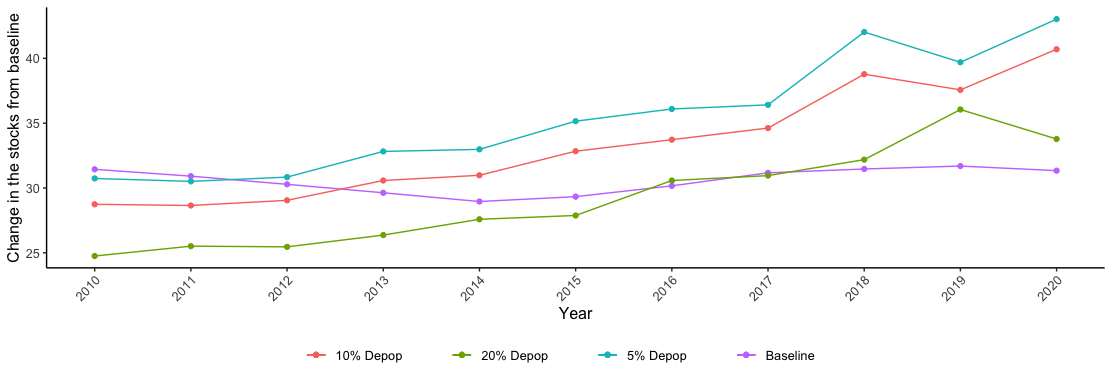 Change in the stocks from baseline
40
35
30
25
2010 2011 2012 2013 2014 2015 2016 2017 2018 2019 2020
Year
10% Depop 20% Depop 5% Depop Baseline